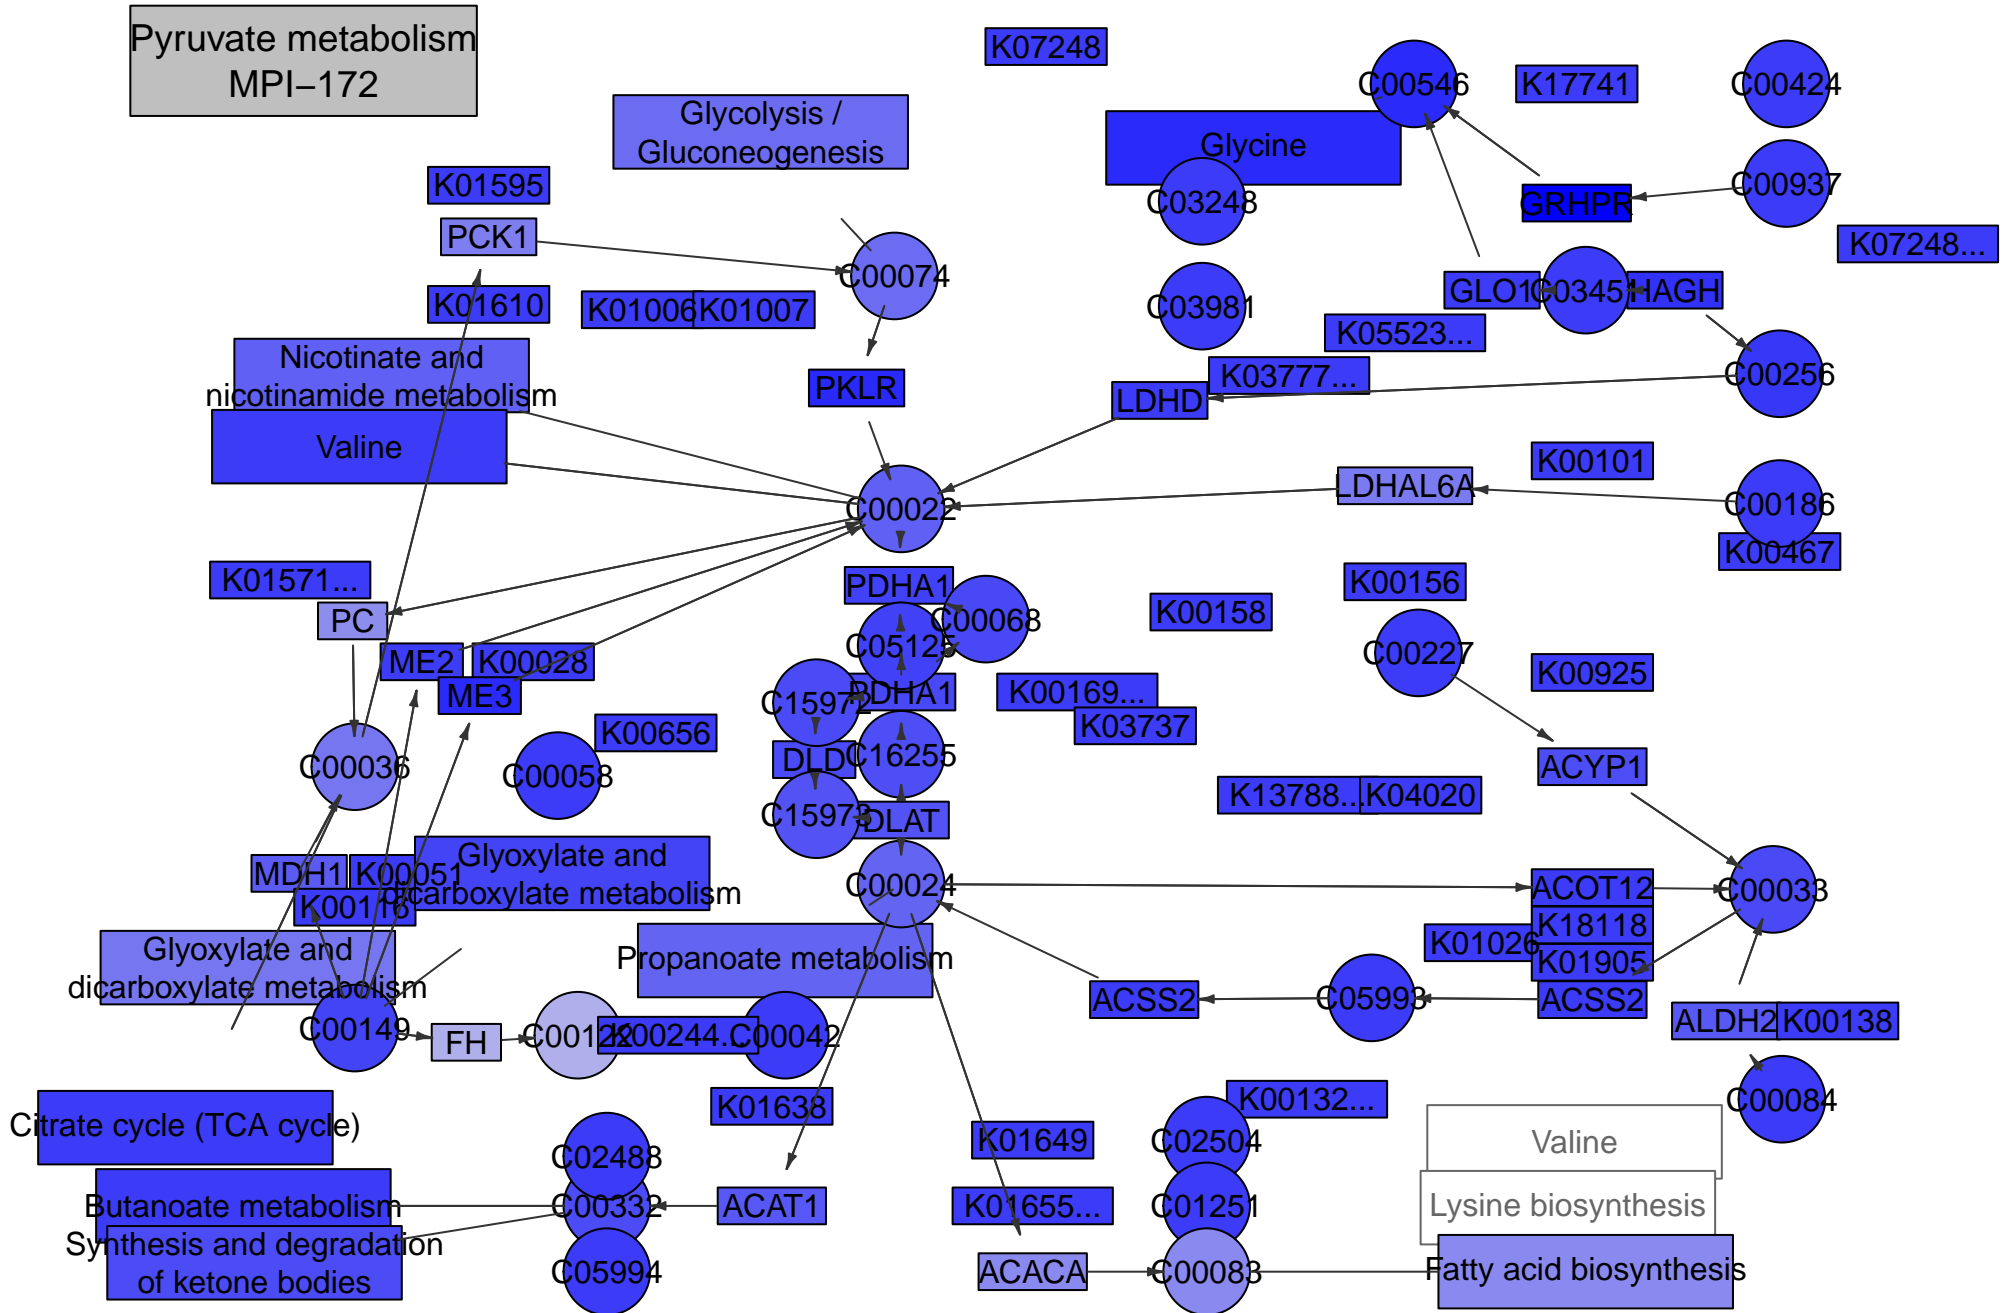 Pyruvate metabolism
MPI−172
K07248
C00546
K17741
C00424
Glycolysis /
Gluconeogenesis
Glycine
K01595
C03248
GRHPR
C00937
PCK1
K07248...
C00074
K01610
K01006
K01007
C03981
GLO1
C03451
HAGH
K05523...
Nicotinate and
nicotinamide metabolism
PKLR
K03777...
LDHD
C00256
Valine
K00101
LDHAL6A
C00022
C00186
K00467
K01571...
PDHA1
K00156
K00158
PC
C00068
C05125
C00227
ME2
K00028
ME3
C15972
PDHA1
K00169...
K00925
K03737
K00656
C00036
C00058
DLD
C16255
ACYP1
K13788...
K04020
C15973
DLAT
MDH1
K00051
Glyoxylate and
dicarboxylate metabolism
K00116
C00024
ACOT12
C00033
K18118
K01026
K01905
Glyoxylate and
dicarboxylate metabolism
Propanoate metabolism
ACSS2
C05993
ACSS2
C00149
FH
C00122
K00244...
C00042
ALDH2
K00138
K01638
K00132...
C00084
Citrate cycle (TCA cycle)
C02488
K01649
C02504
Valine
Butanoate metabolism
C00332
ACAT1
K01655...
C01251
Lysine biosynthesis
Synthesis and degradation
of ketone bodies
C05994
ACACA
C00083
Fatty acid biosynthesis